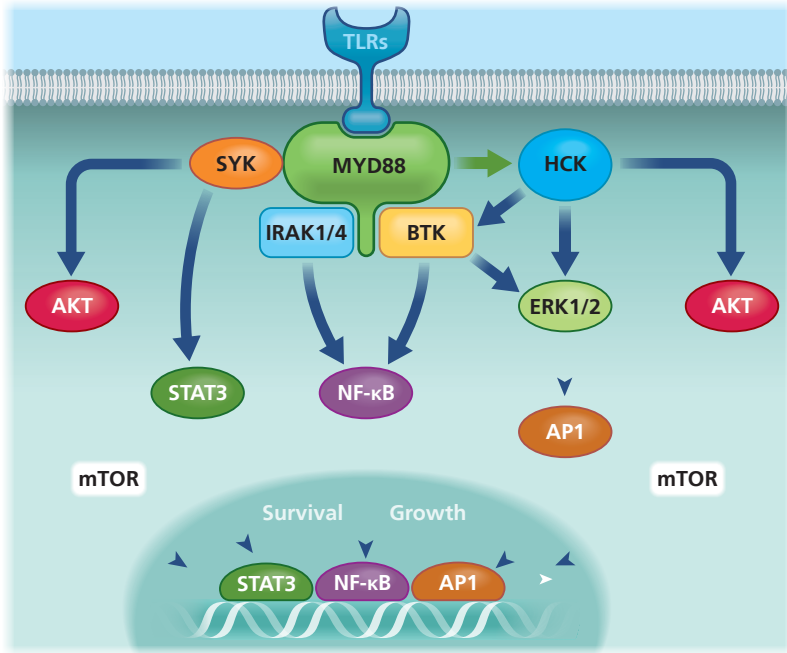 TLRs
SYK
MYD88
HCK
IRAK1/4
BTK
AKT
ERK1/2
AKT
STAT3
NF-κB
AP1
mTOR
mTOR
Survival
Growth
STAT3
NF-κB
AP1